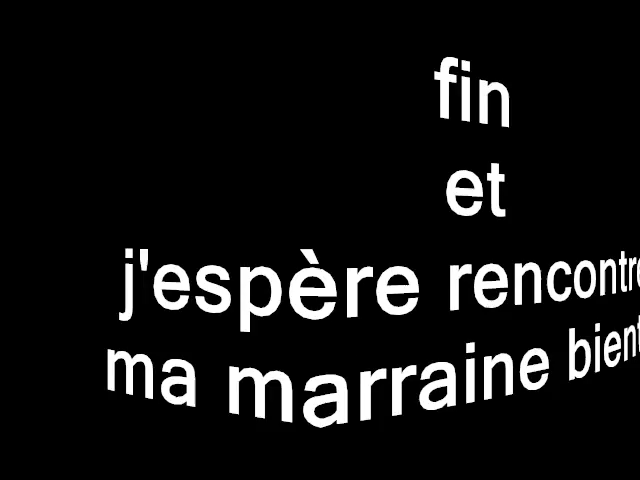 fin
et
j'espère rencontre
ma marraine bient